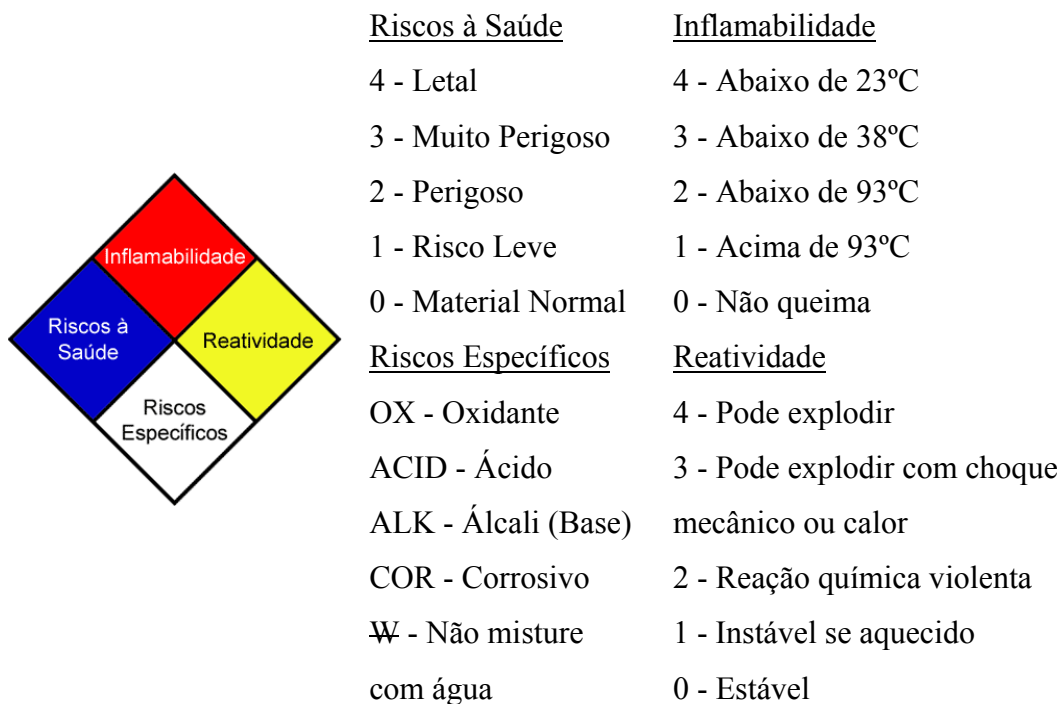 Riscos à Saúde
4 - Letal
3 - Muito Perigoso
2 - Perigoso
1 - Risco Leve
0 - Material Normal
Inflamabilidade
4 - Abaixo de 23ºC
3 - Abaixo de 38ºC
2 - Abaixo de 93ºC
1 - Acima de 93ºC
0 - Não queima
Inflamabilidade
Riscos à
Saúde
Reatividade
Riscos
Específicos
Riscos Específicos
OX - Oxidante
ACID - Ácido
ALK - Álcali (Base)
COR - Corrosivo
W - Não misture
com água
Reatividade
4 - Pode explodir
3 - Pode explodir com choque
mecânico ou calor
2 - Reação química violenta
1 - Instável se aquecido
0 - Estável